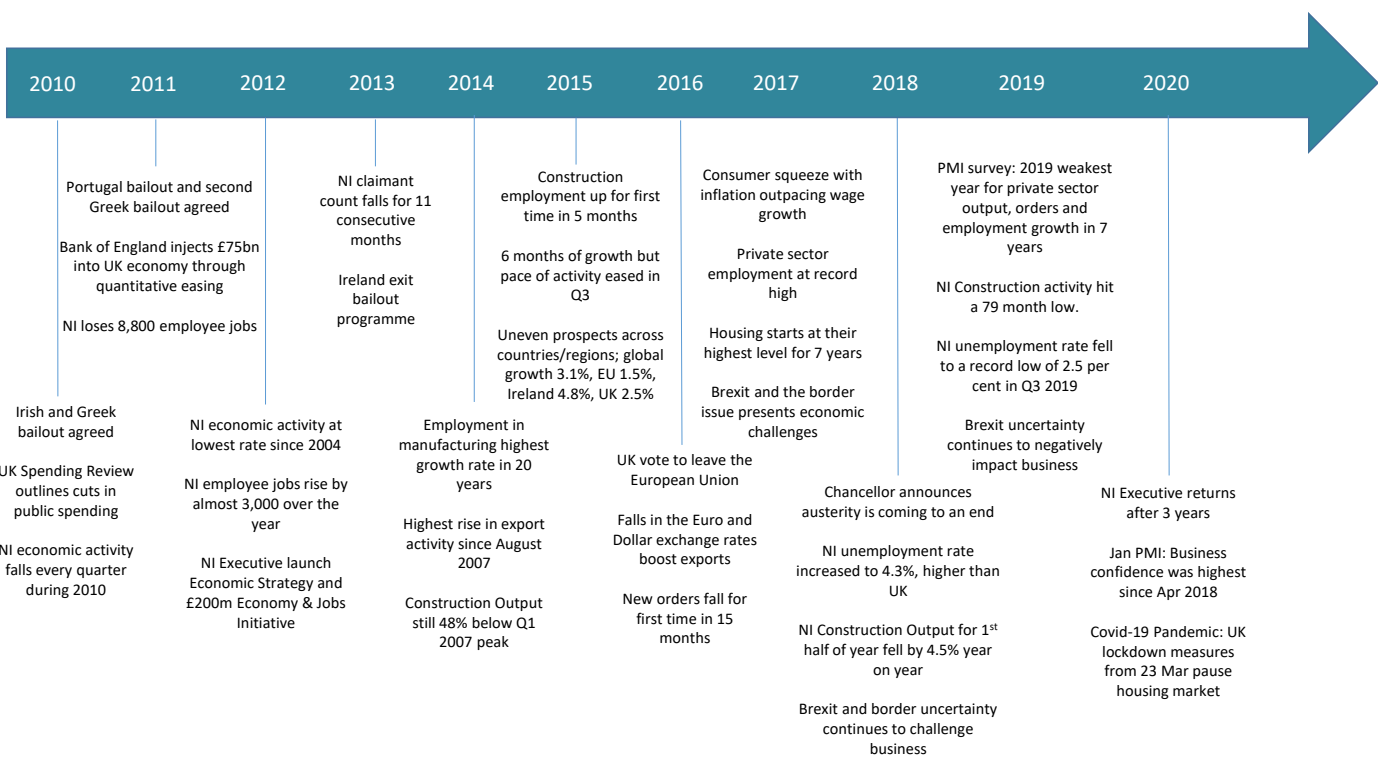 2010 2011 2012 2013 2014 2015 2016 2017 2018 2019 2020
Irish and Greek
bailout agreed
UK Spending Review
outlines cuts in
public spending
NI economic activity
falls every quarter
during 2010
Portugal bailout and second
Greek bailout agreed
Bank of England injects £75bn
into UK economy through
quantitative easing
NI loses 8,800 employee jobs
NI economic activity at
lowest rate since 2004
NI employee jobs rise by
almost 3,000 over the
year
NI Executive launch
Economic Strategy and
£200m Economy & Jobs
Initiative
NI claimant
count falls for 11
consecutive
months
Ireland exit
bailout
programme
Employment in
manufacturing highest
growth rate in 20
years
Highest rise in export
activity since August
2007
Construction Output
still 48% below Q1
2007 peak
Construction
employment up for first
time in 5 months
6 months of growth but
pace of activity eased in
Q3
Uneven prospects across
countries/regions; global
growth 3.1%, EU 1.5%,
Ireland 4.8%, UK 2.5%
UK vote to leave the
European Union
Falls in the Euro and
Dollar exchange rates
boost exports
New orders fall for
first time in 15
months
Consumer squeeze with
inflation outpacing wage
growth
Private sector
employment at record
high
Housing starts at their
highest level for 7 years
Brexit and the border
issue presents economic
challenges
Chancellor announces
austerity is coming to an end
NI unemployment rate
increased to 4.3%, higher than
UK
NI Construction Output for 1st
half of year fell by 4.5% year
on year
Brexit and border uncertainty
continues to challenge
business
PMI survey: 2019 weakest
year for private sector
output, orders and
employment growth in 7
years
NI Construction activity hit
a 79 month low.
NI unemployment rate fell
to a record low of 2.5 per
cent in Q3 2019
Brexit uncertainty
continues to negatively
impact business
NI Executive returns
after 3 years
Jan PMI: Business
confidence was highest
since Apr 2018
Covid-19 Pandemic: UK
lockdown measures
from 23 Mar pause
housing market